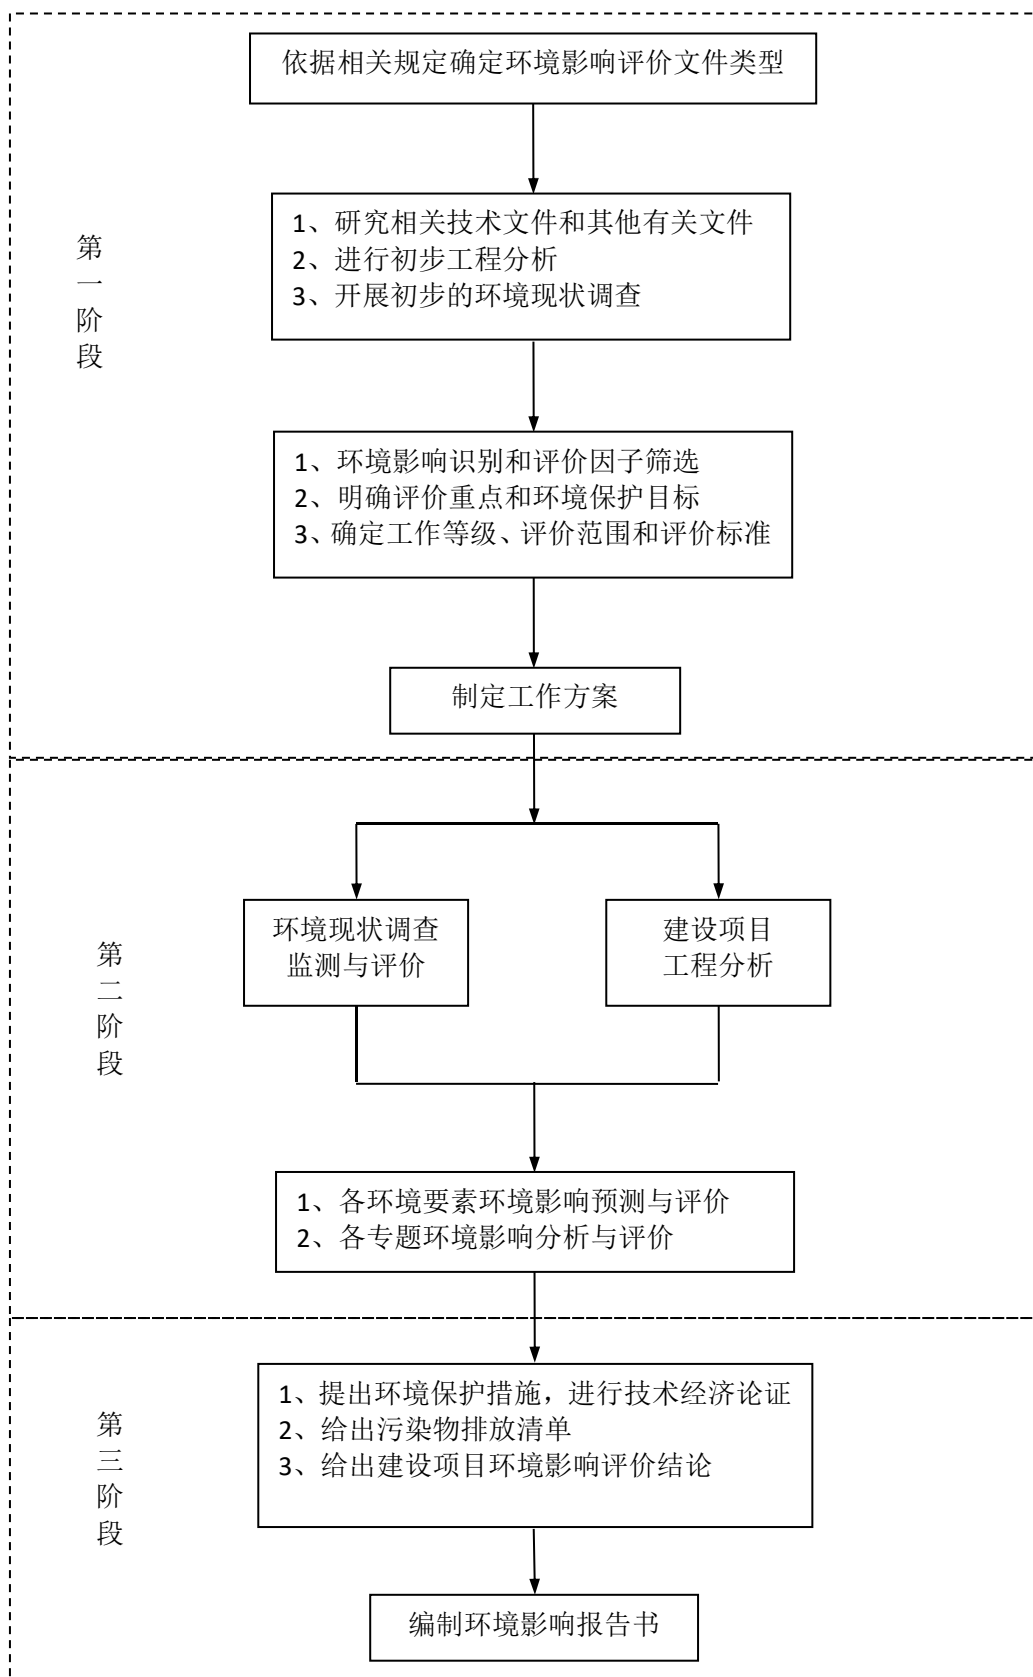 依据相关规定确定环境影响评价文件类型
第一阶段
1、研究相关技术文件和其他有关文件
2、进行初步工程分析
3、开展初步的环境现状调查
1、环境影响识别和评价因子筛选
2、明确评价重点和环境保护目标
3、确定工作等级、评价范围和评价标准
制定工作方案
第二阶段
环境现状调查
监测与评价
建设项目
工程分析
1、各环境要素环境影响预测与评价
2、各专题环境影响分析与评价
第三阶段
1、提出环境保护措施，进行技术经济论证
2、给出污染物排放清单
3、给出建设项目环境影响评价结论
编制环境影响报告书